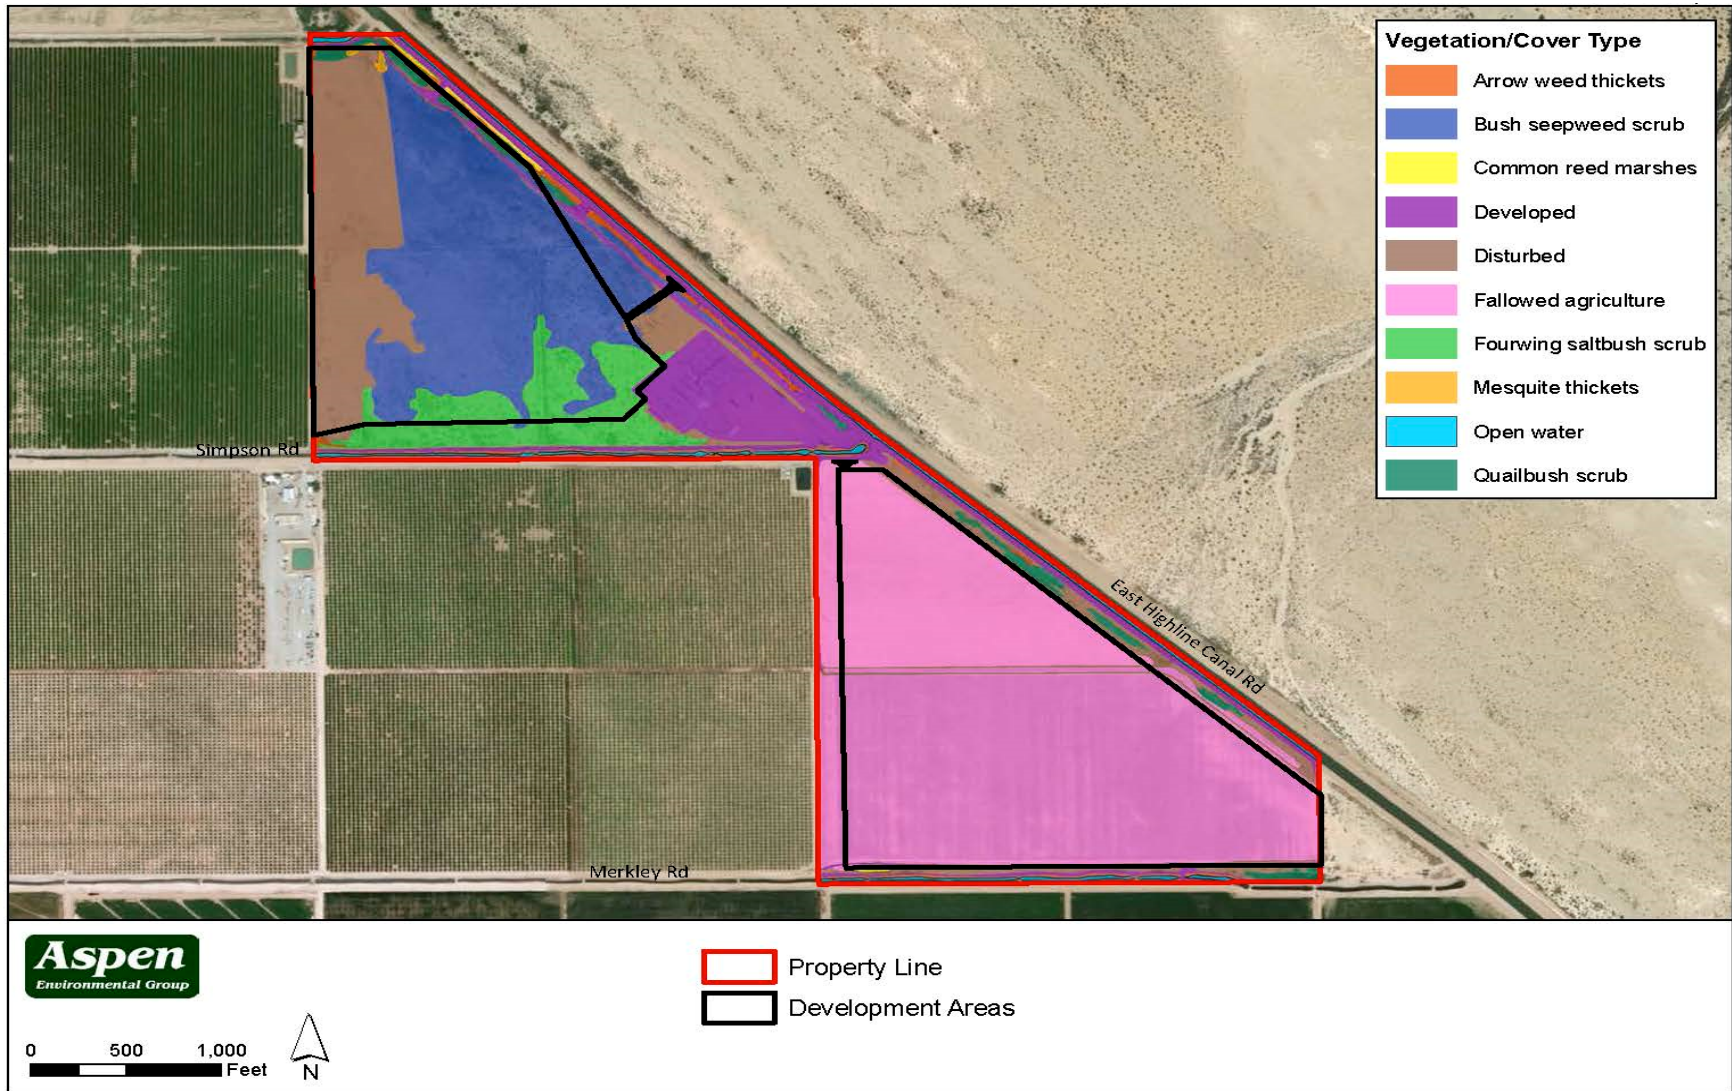 Vegetation/Cover Type
Arrow weed thickets
Bush seepweed scrub
Common reed marshes
Developed
Disturbed
Fallowed agriculture
Fourwing saltbush scrub
Mesquite thickets
Open water
Quailbush scrub
Simpson Rd
East Highline Canal Rd
Merkley Rd
Aspen
Environmental Group
Property Line
Development Areas
0 500 1,000
Feet
N